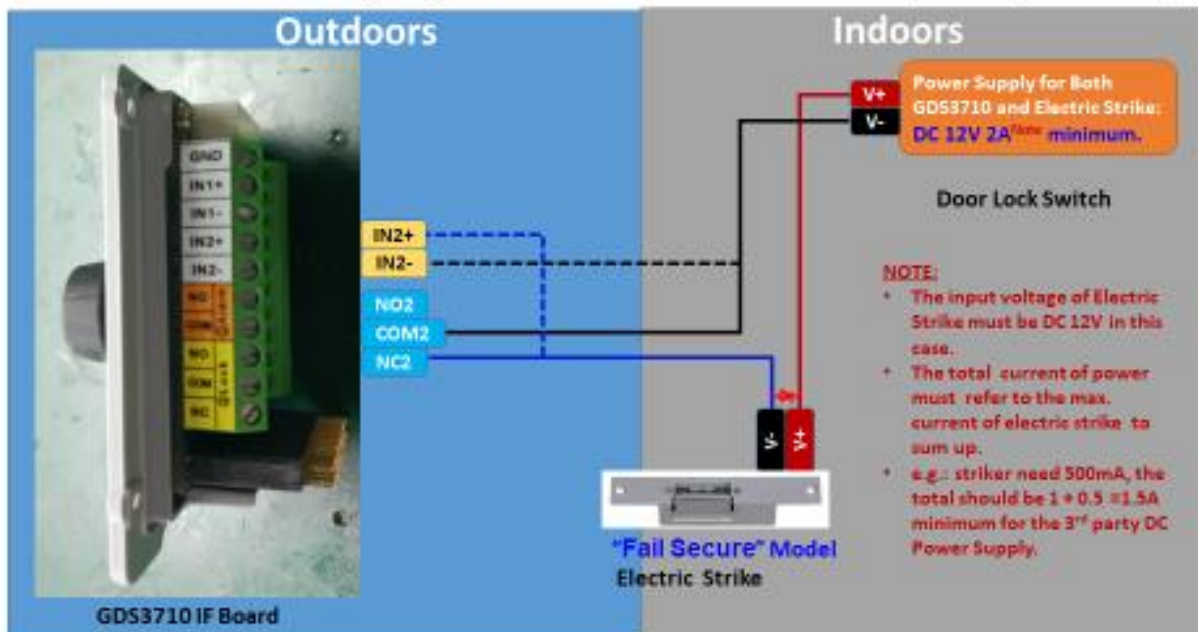 Outdoors
Indoors
GND
IN1+
IN1-
IN2+
IN2-
NO
COM
Alarm
NO
COM
NC
Lock
IN2+
IN2-
NO2
COM2
NC2
V+
V-
Power Supply for Both
GDS3710 and Electric Strike:
DC 12V 2A Note minimum.
Door Lock Switch
NOTE:
• The input voltage of Electric
Strike must be DC 12V in this
case.
• The total current of power
must refer to the max.
current of electric strike to
sum up.
• e.g.: striker need 500mA, the
total should be 1 + 0.5 =1.5A
minimum for the 3rd party DC
Power Supply.
V-
V+
"Fail Secure" Model
Electric Strike
GDS3710 IF Board